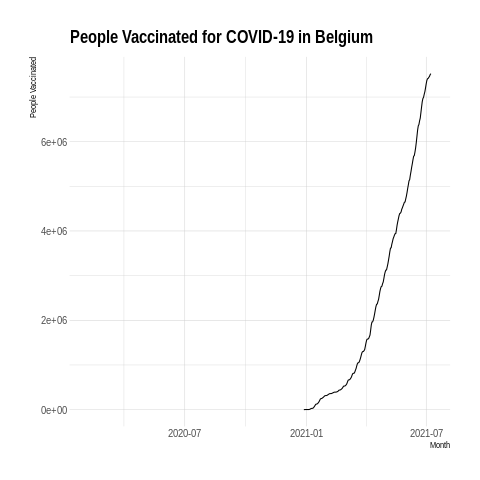 People Vaccinated for COVID-19 in Belgium
People Vaccinated
6e+06
4e+06
2e+06
0e+00
2020-07 2021-01 2021-07
Month